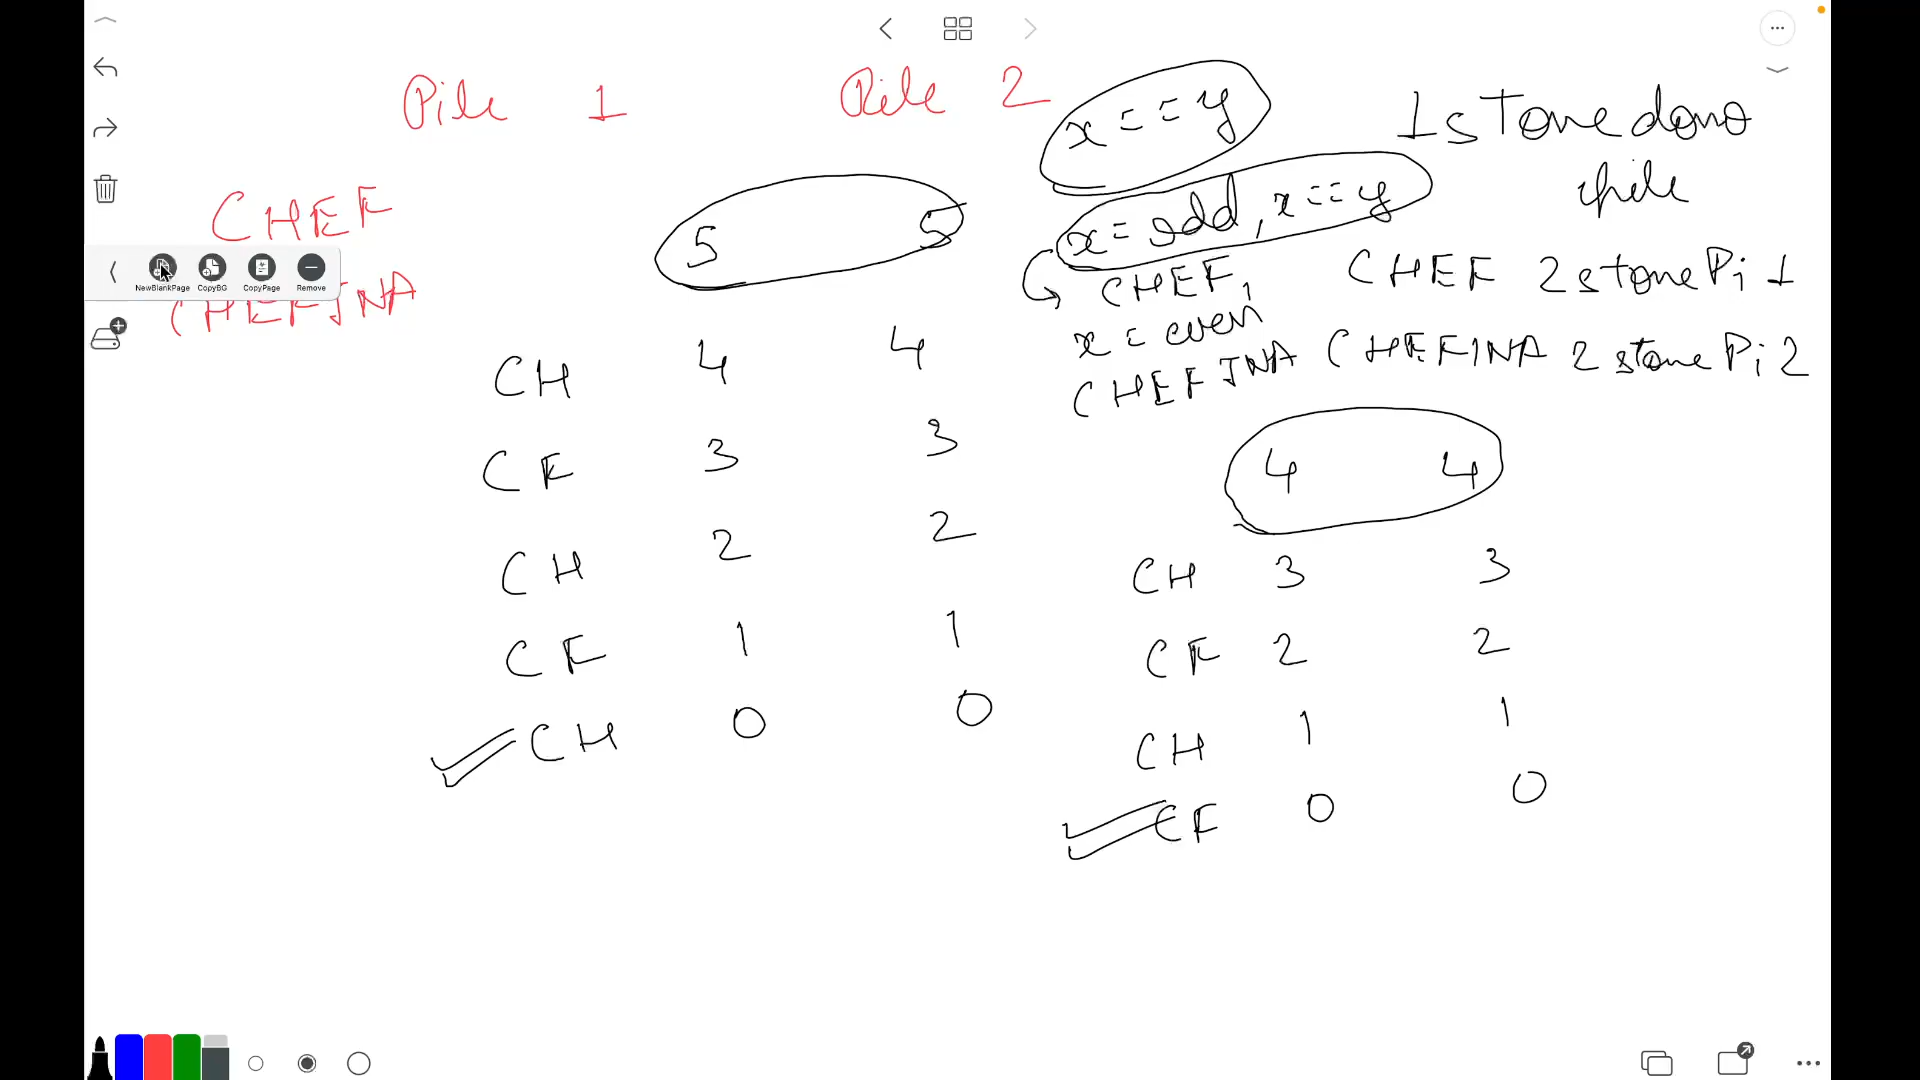 Pile 1 Pile 2
x == y
1 stone dono
pile
CHEF
CHEFINA
NewBlankPage CopyBG CopyPage Remove
5 5
x = odd, x == y
CHEF,
x = even
CHEFINA
CHEF 2 stone Pi 1
CHEFINA 2 stone Pi 2
CH 4 4
CF 3 3
CH 2 2
CF 1 1
CH 0 0
4 4
CH 3 3
CF 2 2
CH 1 1
CF 0 0